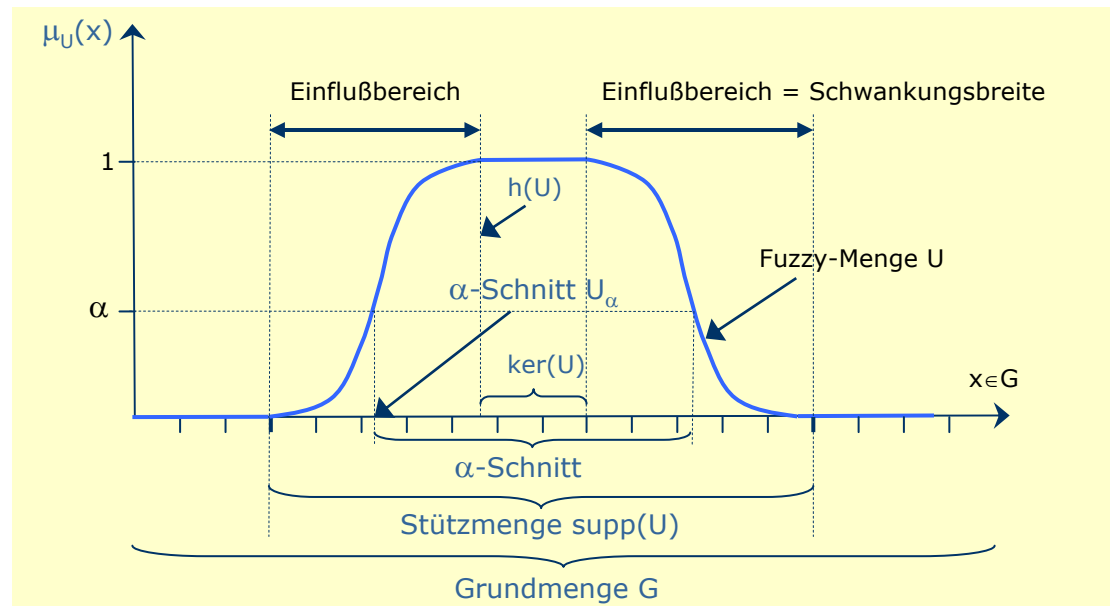 μU(x)
Einflußbereich
Einflußbereich = Schwankungsbreite
1
h(U)
Fuzzy-Menge U
α-Schnitt Uα
α
ker(U)
x∈G
α-Schnitt
Stützmenge supp(U)
Grundmenge G